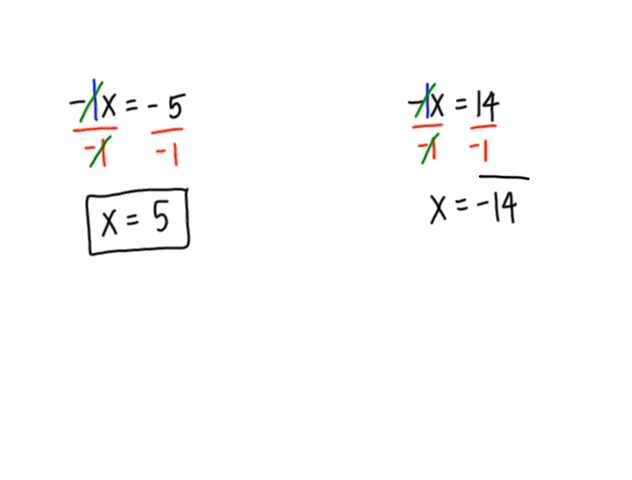 -1x = -5
-1 -1
x = 5
-1x = 14
-1 -1
x = -14